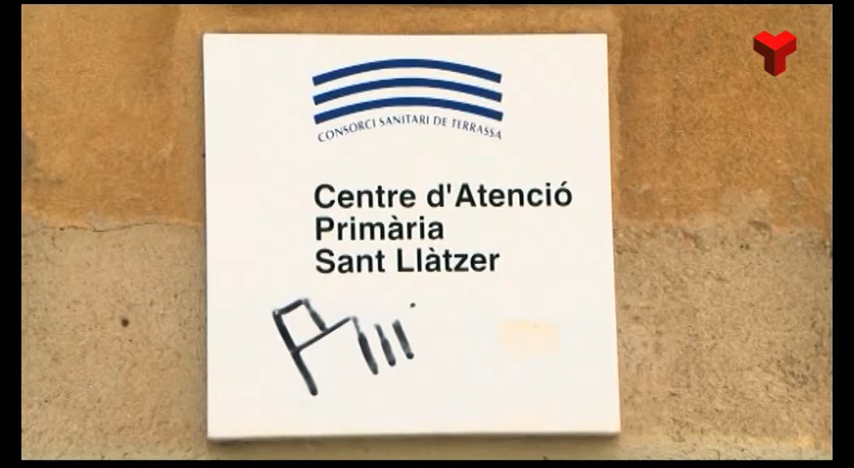 CONSORCI SANITARI DE TERRASSA
Centre d'Atenció
Primària
Sant Llàtzer